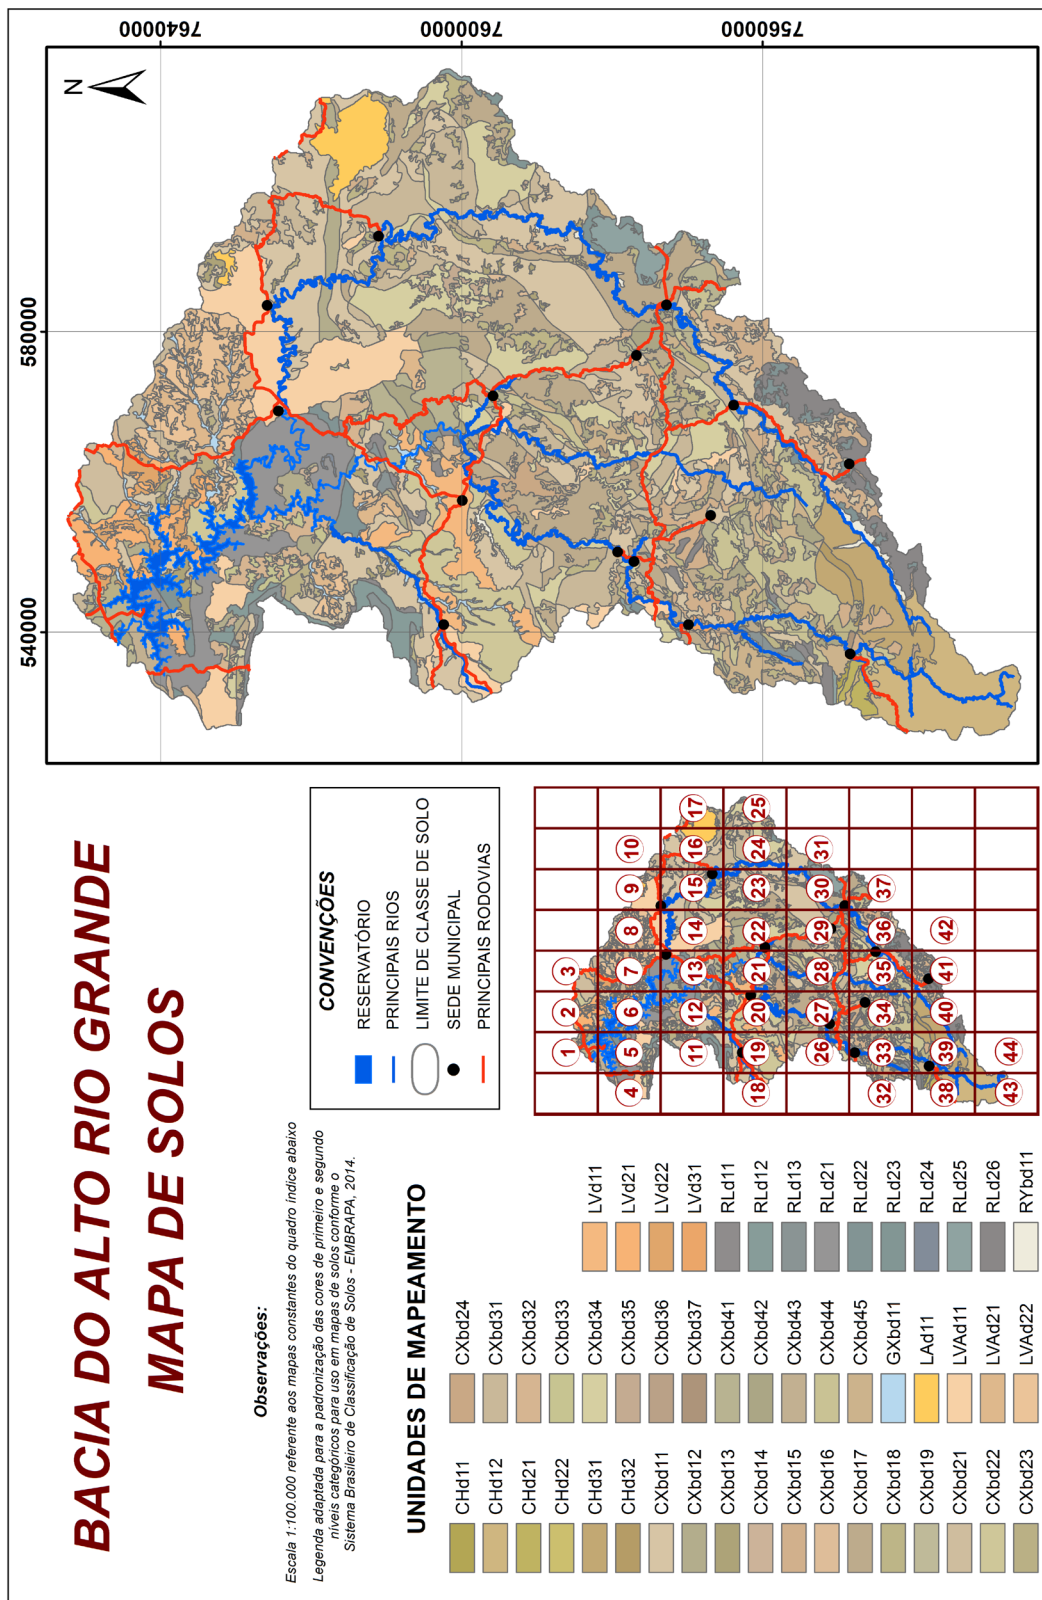 BACIA DO ALTO RIO GRANDE
MAPA DE SOLOS
Observações:
Escala 1:100.000 referente aos mapas constantes do quadro índice abaixo
Legenda adaptada para a padronização das cores de primeiro e segundo
níveis categóricos para uso em mapas de solos conforme o
Sistema Brasileiro de Classificação de Solos - EMBRAPA, 2014.
UNIDADES DE MAPEAMENTO
CHd11
CHd12
CHd21
CHd22
CHd31
CHd32
CXbd11
CXbd12
CXbd13
CXbd14
CXbd15
CXbd16
CXbd17
CXbd18
CXbd19
CXbd21
CXbd22
CXbd23
CXbd24
CXbd31
CXbd32
CXbd33
CXbd34
CXbd35
CXbd36
CXbd37
CXbd41
CXbd42
CXbd43
CXbd44
CXbd45
GXbd11
LAd11
LVAd11
LVAd21
LVAd22
LVd11
LVd21
LVd22
LVd31
RLd11
RLd12
RLd13
RLd21
RLd22
RLd23
RLd24
RLd25
RLd26
RYbd11
CONVENÇÕES
RESERVATÓRIO
PRINCIPAIS RIOS
LIMITE DE CLASSE DE SOLO
SEDE MUNICIPAL
PRINCIPAIS RODOVIAS
1 2 3
4 5 6 7 8 9 10
11 12 13 14 15 16 17
18 19 20 21 22 23 24 25
26 27 28 29 30 31
32 33 34 35 36 37
38 39 40 41 42
43 44
540000 580000
N
7640000
7600000
7560000